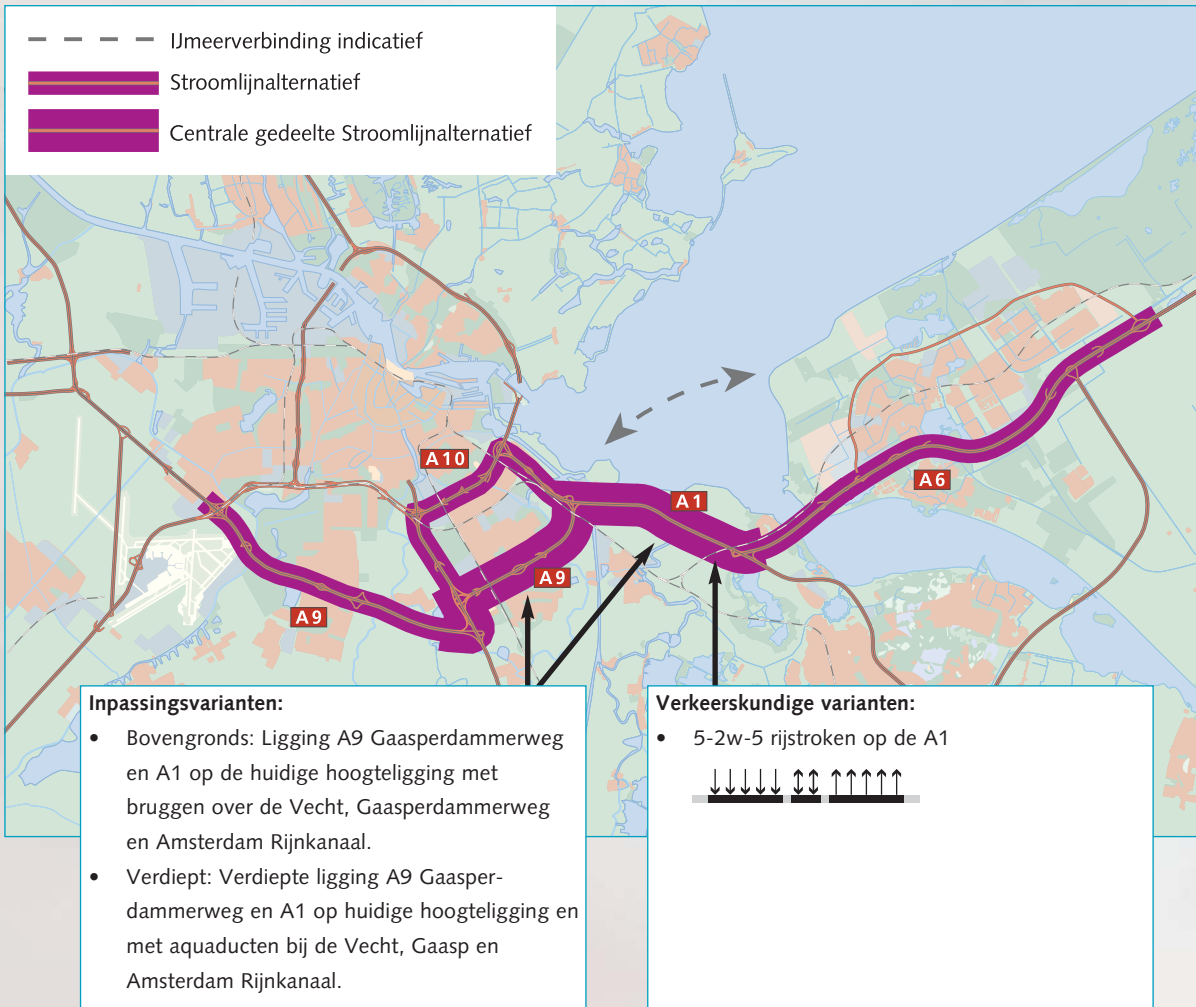 IJmeerverbinding indicatief
Stroomlijnalternatief
Centrale gedeelte Stroomlijnalternatief
A10
A1
A6
A9
A9
Inpassingsvarianten:
• Bovengronds: Ligging A9 Gaasperdammerweg
en A1 op de huidige hoogteligging met
bruggen over de Vecht, Gaasperdammerweg
en Amsterdam Rijnkanaal.
• Verdiept: Verdiepte ligging A9 Gaasper-
dammerweg en A1 op huidige hoogteligging en
met aquaducten bij de Vecht, Gaasp en
Amsterdam Rijnkanaal.
Verkeerskundige varianten:
• 5-2w-5 rijstroken op de A1